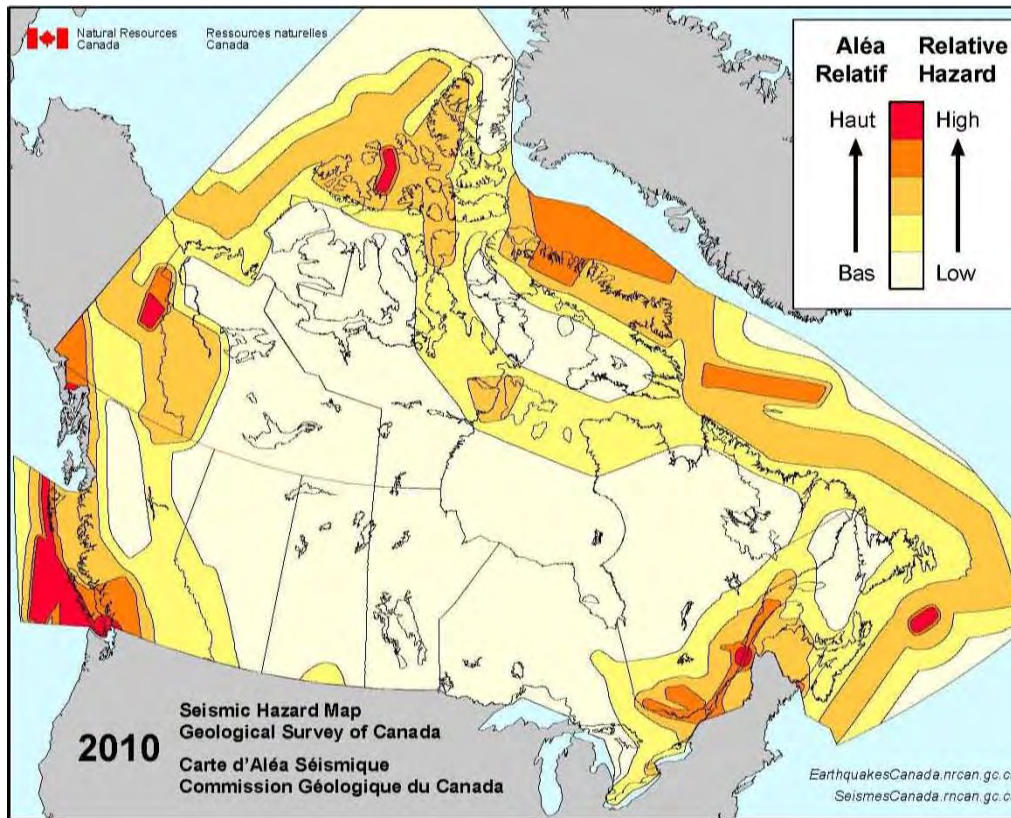 Natural Resources
Canada
Ressources naturelles
Canada
Aléa
Relatif
Relative
Hazard
Haut
High
Bas
Low
2010
Seismic Hazard Map
Geological Survey of Canada
Carte d'Aléa Séismique
Commission Géologique du Canada
EarthquakesCanada.nrcan.gc.c
SeismesCanada.rncan.gc.c